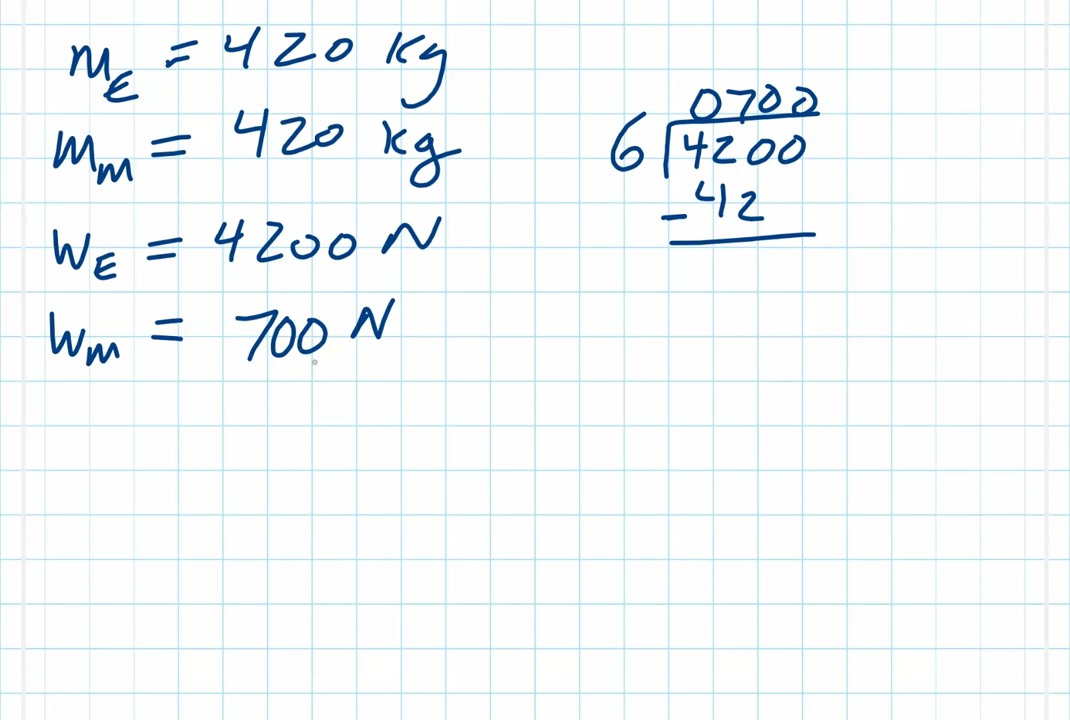 m_E = 420 kg
m_m = 420 kg
W_E = 4200 N
W_m = 700 N
0700
6 4200
-42